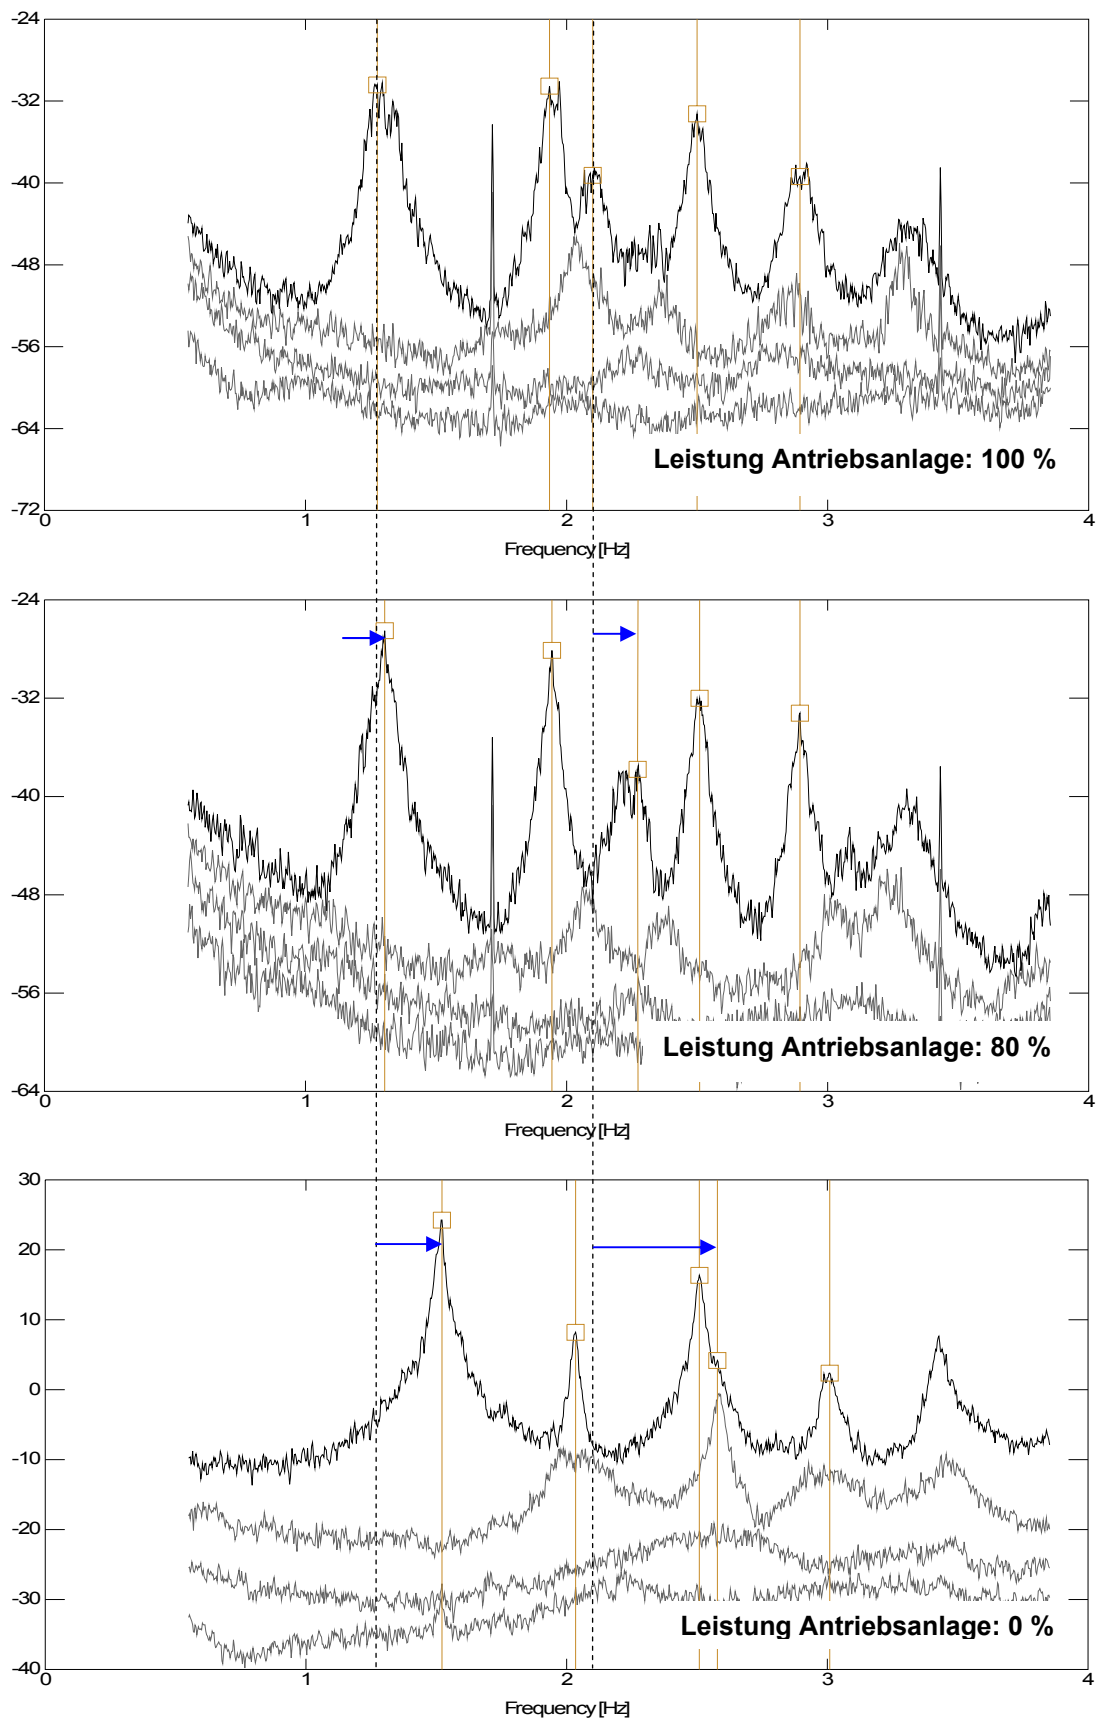 -24
-32
-40
-48
-56
-64
-72
Leistung Antriebsanlage: 100 %
0 1 2 3 4
Frequency [Hz]
-24
-32
-40
-48
-56
-64
Leistung Antriebsanlage: 80 %
0 1 2 3 4
Frequency [Hz]
30
20
10
0
-10
-20
-30
-40
Leistung Antriebsanlage: 0 %
0 1 2 3 4
Frequency [Hz]